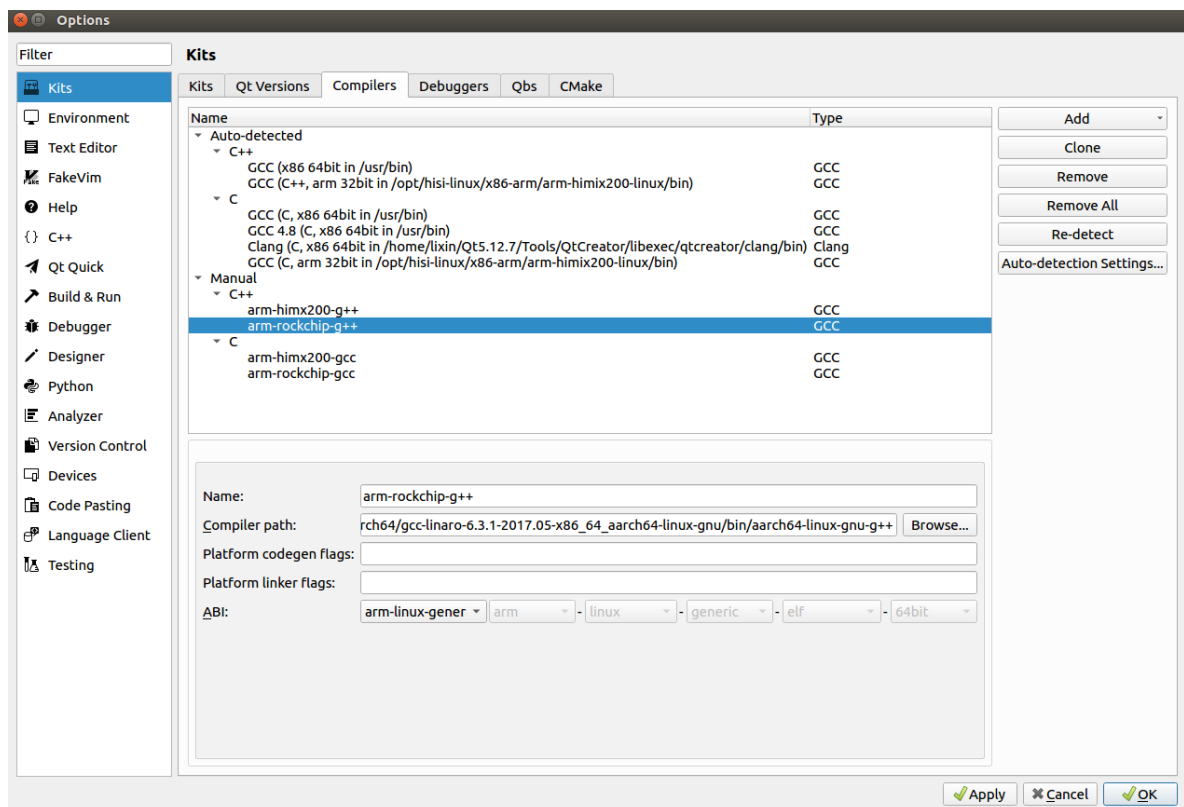 Options
Filter
Kits
Environment
Text Editor
FakeVim
Help
C++
Qt Quick
Build & Run
Debugger
Designer
Python
Analyzer
Version Control
Devices
Code Pasting
Language Client
Testing
Kits
Kits Qt Versions Compilers Debuggers Qbs CMake
Name Type
Auto-detected
C++
GCC (x86 64bit in /usr/bin) GCC
GCC (C++, arm 32bit in /opt/hisi-linux/x86-arm/arm-himix200-linux/bin) GCC
C
GCC (C, x86 64bit in /usr/bin) GCC
GCC 4.8 (C, x86 64bit in /usr/bin) GCC
Clang (C, x86 64bit in /home/lixin/Qt5.12.7/Tools/QtCreator/libexec/qtcreator/clang/bin) Clang
GCC (C, arm 32bit in /opt/hisi-linux/x86-arm/arm-himix200-linux/bin) GCC
Manual
C++
arm-himx200-g++ GCC
arm-rockchip-g++ GCC
C
arm-himx200-gcc GCC
arm-rockchip-gcc GCC
Add
Clone
Remove
Remove All
Re-detect
Auto-detection Settings...
Name: arm-rockchip-g++
Compiler path: rch64/gcc-linaro-6.3.1-2017.05-x86_64_aarch64-linux-gnu/bin/aarch64-linux-gnu-g++ Browse...
Platform codegen flags:
Platform linker flags:
ABI: arm-linux-gener arm - linux - generic - elf - 64bit
Apply Cancel OK